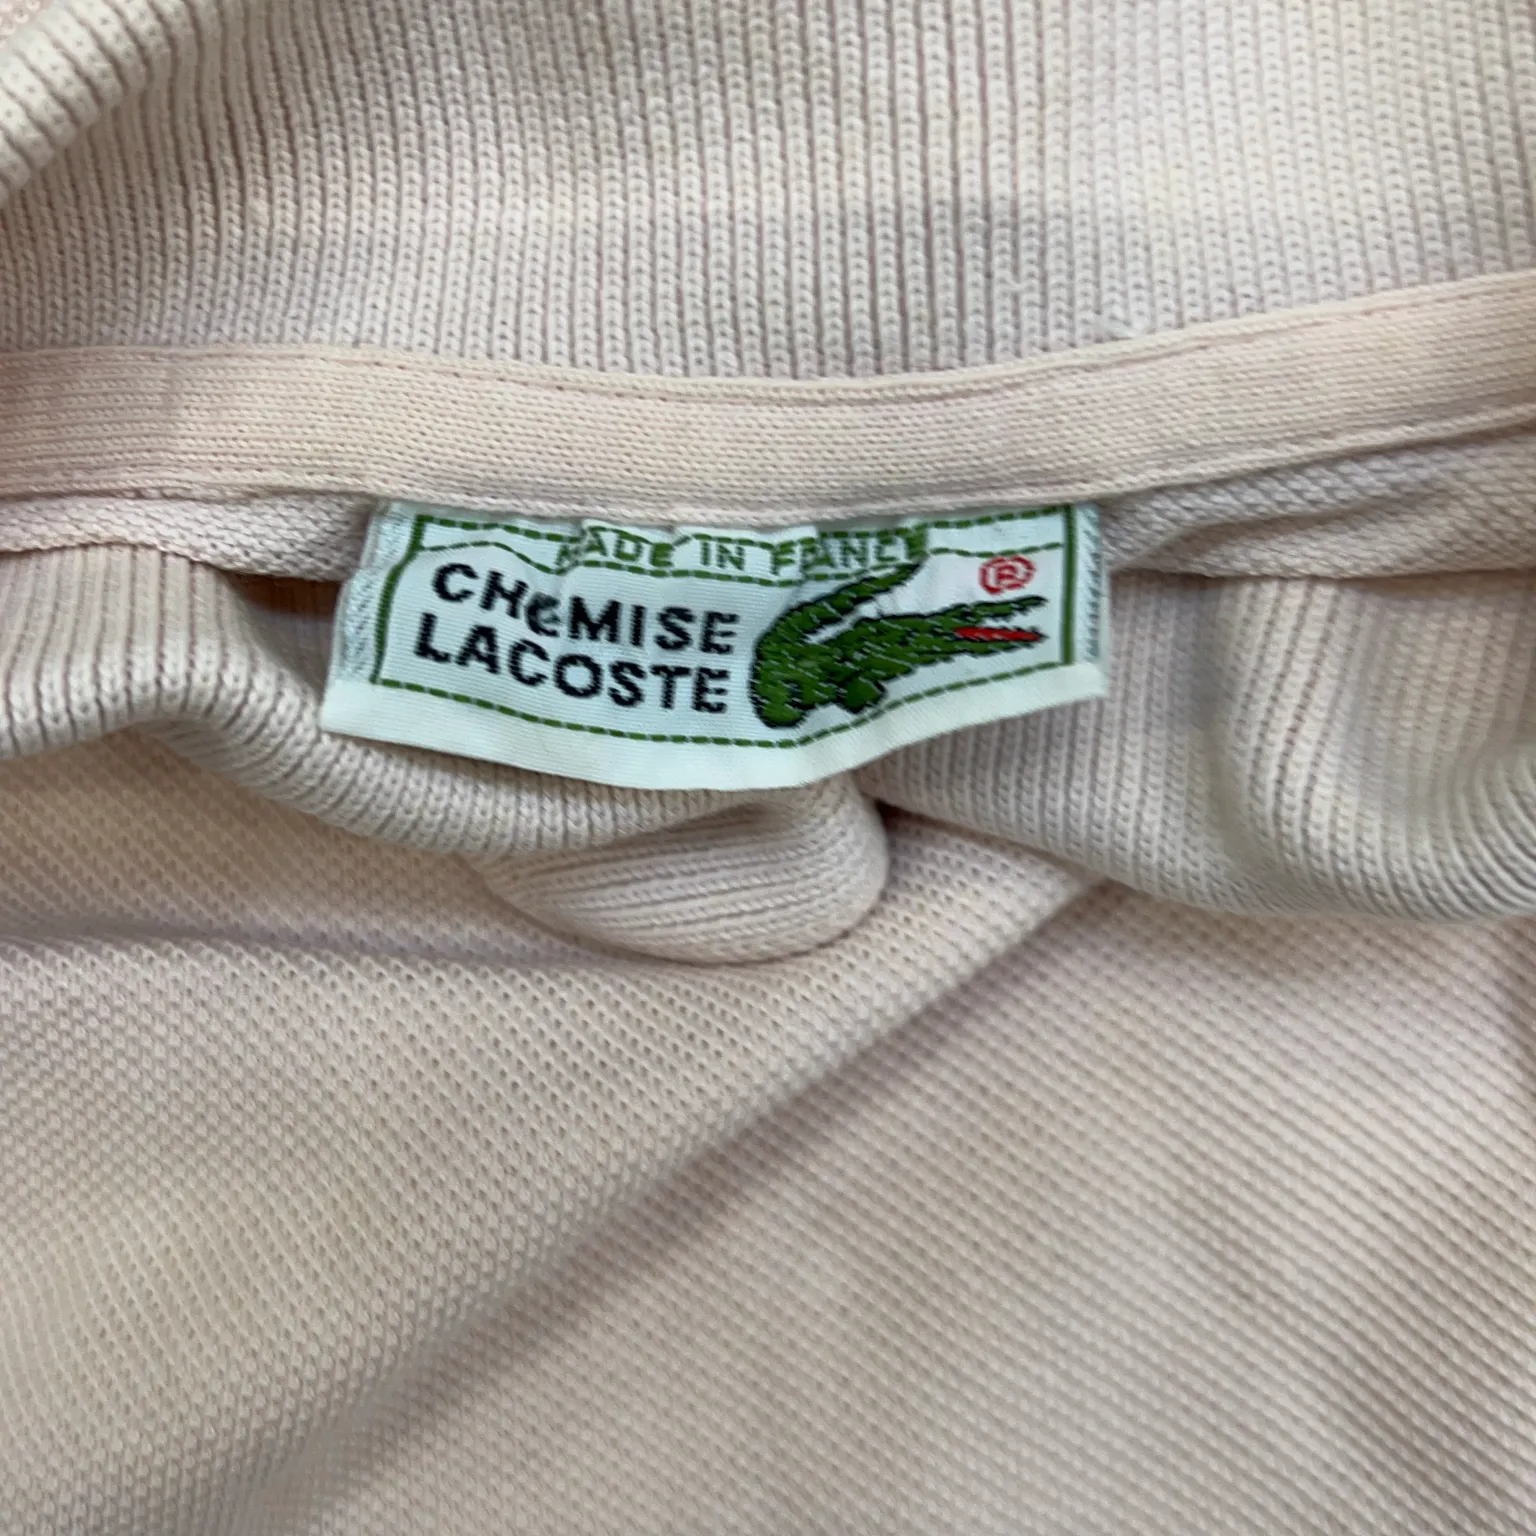 MADE IN FRANCE
CHEMISE
LACOSTE
®